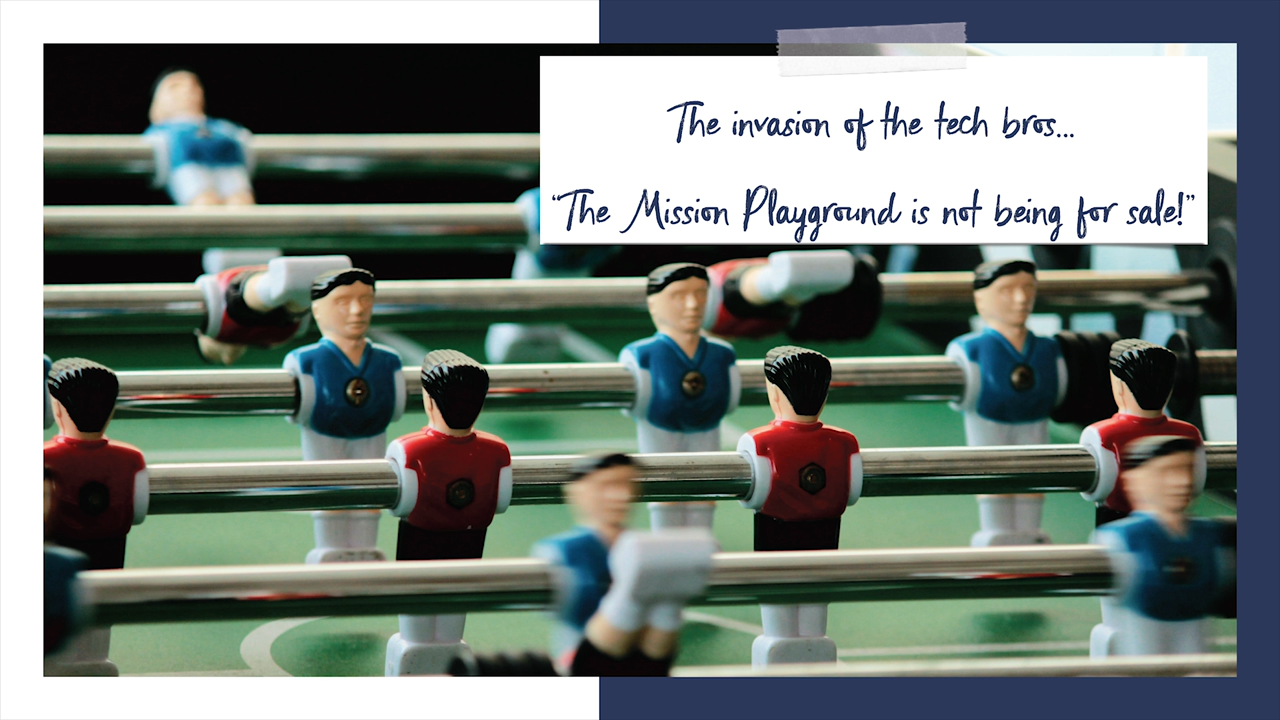 The invasion of the tech bros...
“The Mission Playground is not being for sale!”